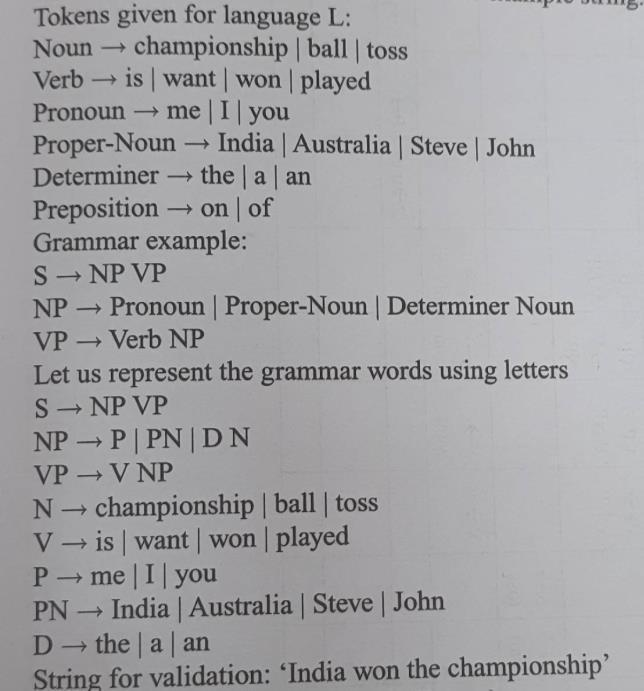 Tokens given for language L:
Noun → championship | ball | toss
Verb → is | want | won | played
Pronoun → me | I | you
Proper-Noun → India | Australia | Steve | John
Determiner → the | a | an
Preposition → on | of
Grammar example:
S → NP VP
NP → Pronoun | Proper-Noun | Determiner Noun
VP → Verb NP
Let us represent the grammar words using letters
S → NP VP
NP → P | PN | D N
VP → V NP
N → championship | ball | toss
V → is | want | won | played
P → me | I | you
PN → India | Australia | Steve | John
D → the | a | an
String for validation: ‘India won the championship’